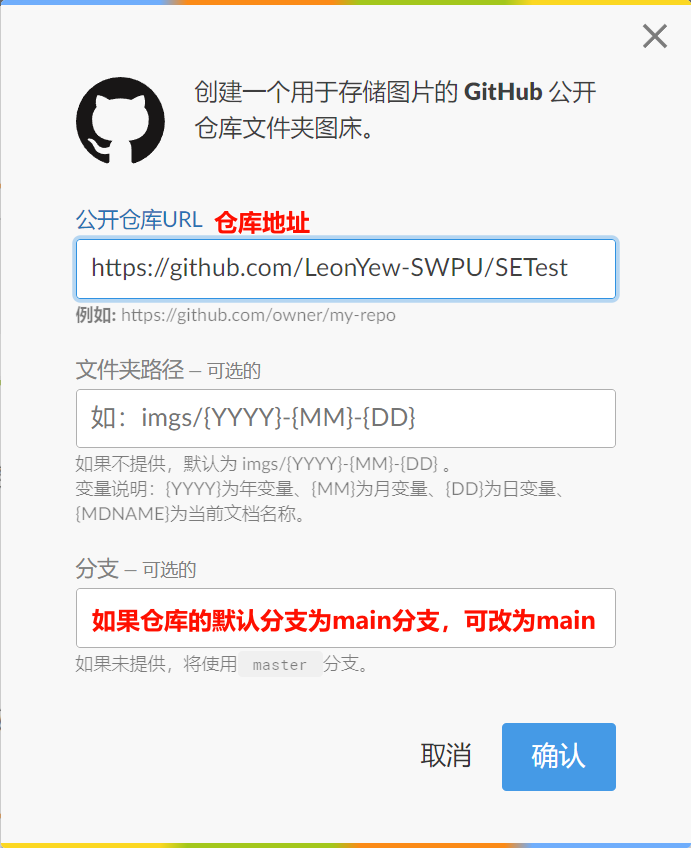 创建一个用于存储图片的 GitHub 公开
仓库文件夹图床。
公开仓库URL 仓库地址
https://github.com/LeonYew-SWPU/SETest
例如: https://github.com/owner/my-repo
文件夹路径 — 可选的
如：imgs/{YYYY}-{MM}-{DD}
如果不提供，默认为 imgs/{YYYY}-{MM}-{DD} 。
变量说明：{YYYY}为年变量、{MM}为月变量、{DD}为日变量、
{MDNAME}为当前文档名称。
分支 — 可选的
如果仓库的默认分支为main分支，可改为main
如果未提供，将使用 master 分支。
取消 确认